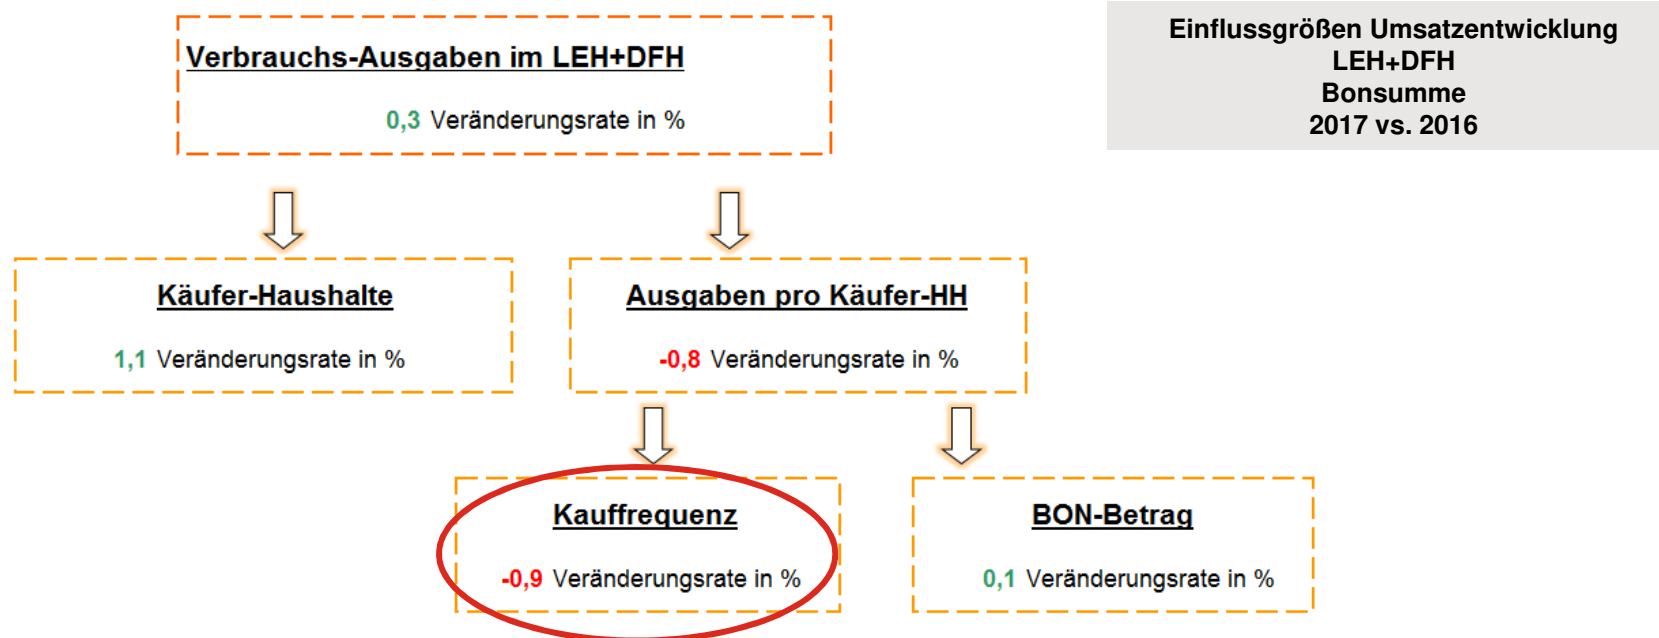 Einflussgrößen Umsatzentwicklung
LEH+DFH
Bonsumme
2017 vs. 2016
Verbrauchs-Ausgaben im LEH+DFH
0,3 Veränderungsrate in %
Käufer-Haushalte
1,1 Veränderungsrate in %
Ausgaben pro Käufer-HH
-0,8 Veränderungsrate in %
Kauffrequenz
-0,9 Veränderungsrate in %
BON-Betrag
0,1 Veränderungsrate in %